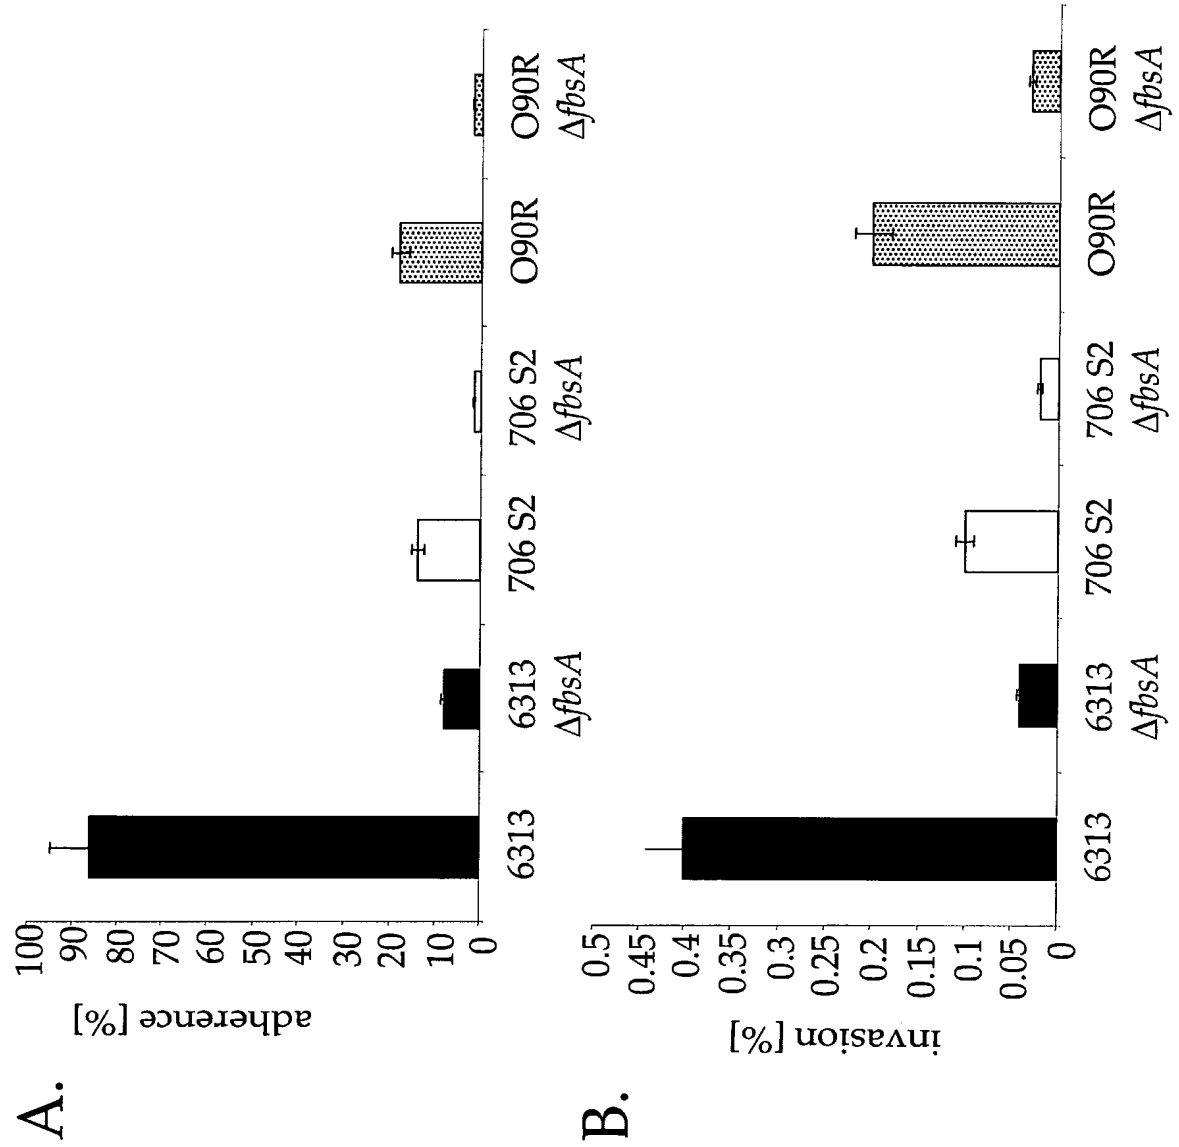 A.
adherence [%]
100
90
80
70
60
50
40
30
20
10
0
6313
6313
ΔfbsA
706 S2
706 S2
ΔfbsA
O90R
O90R
ΔfbsA
B.
invasion [%]
0.5
0.45
0.4
0.35
0.3
0.25
0.2
0.15
0.1
0.05
0
6313
6313
ΔfbsA
706 S2
706 S2
ΔfbsA
O90R
O90R
ΔfbsA